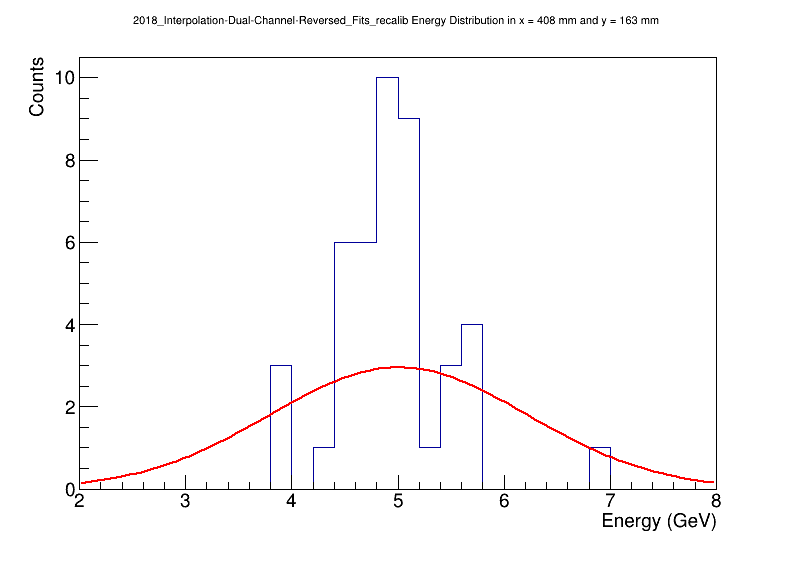 2018_Interpolation-Dual-Channel-Reversed_Fits_recalib Energy Distribution in x = 408 mm and y = 163 mm
Counts
10
8
6
4
2
0
2 3 4 5 6 7 8
Energy (GeV)